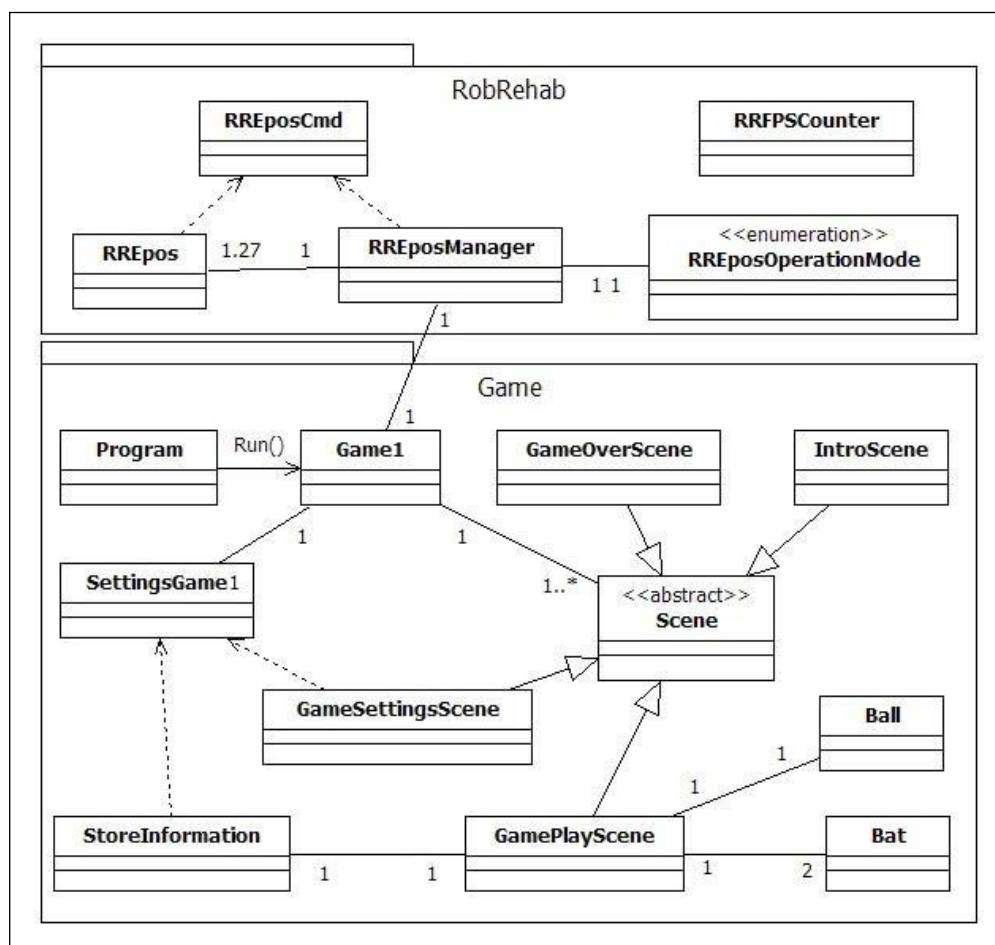 RobRehab
RREposCmd
RRFPSCounter
RREpos
1.27
1
RREposManager
1 1
<<enumeration>>
RREposOperationMode
1
Game
1
Program
Run()
Game1
GameOverScene
IntroScene
1
1
SettingsGame1
1
1..*
<<abstract>>
Scene
GameSettingsScene
Ball
1
1
StoreInformation
1
1
GamePlayScene
1
2
Bat